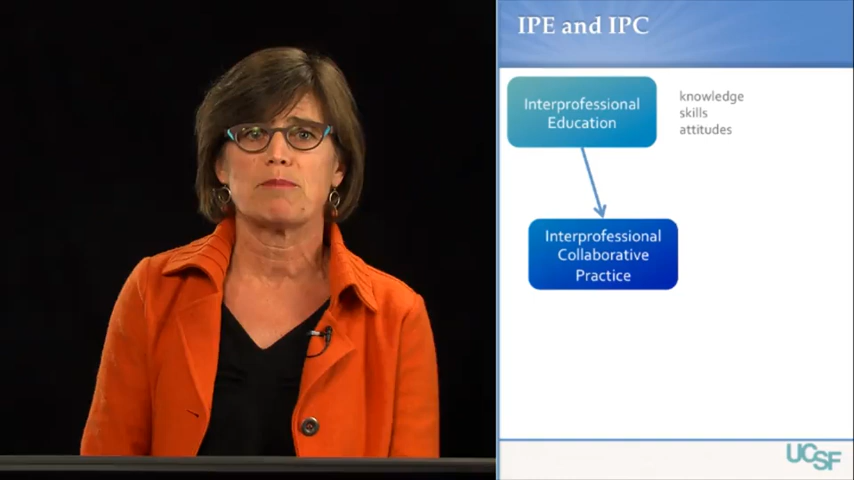 IPE and IPC
Interprofessional
Education
knowledge
skills
attitudes
Interprofessional
Collaborative
Practice
UCSF